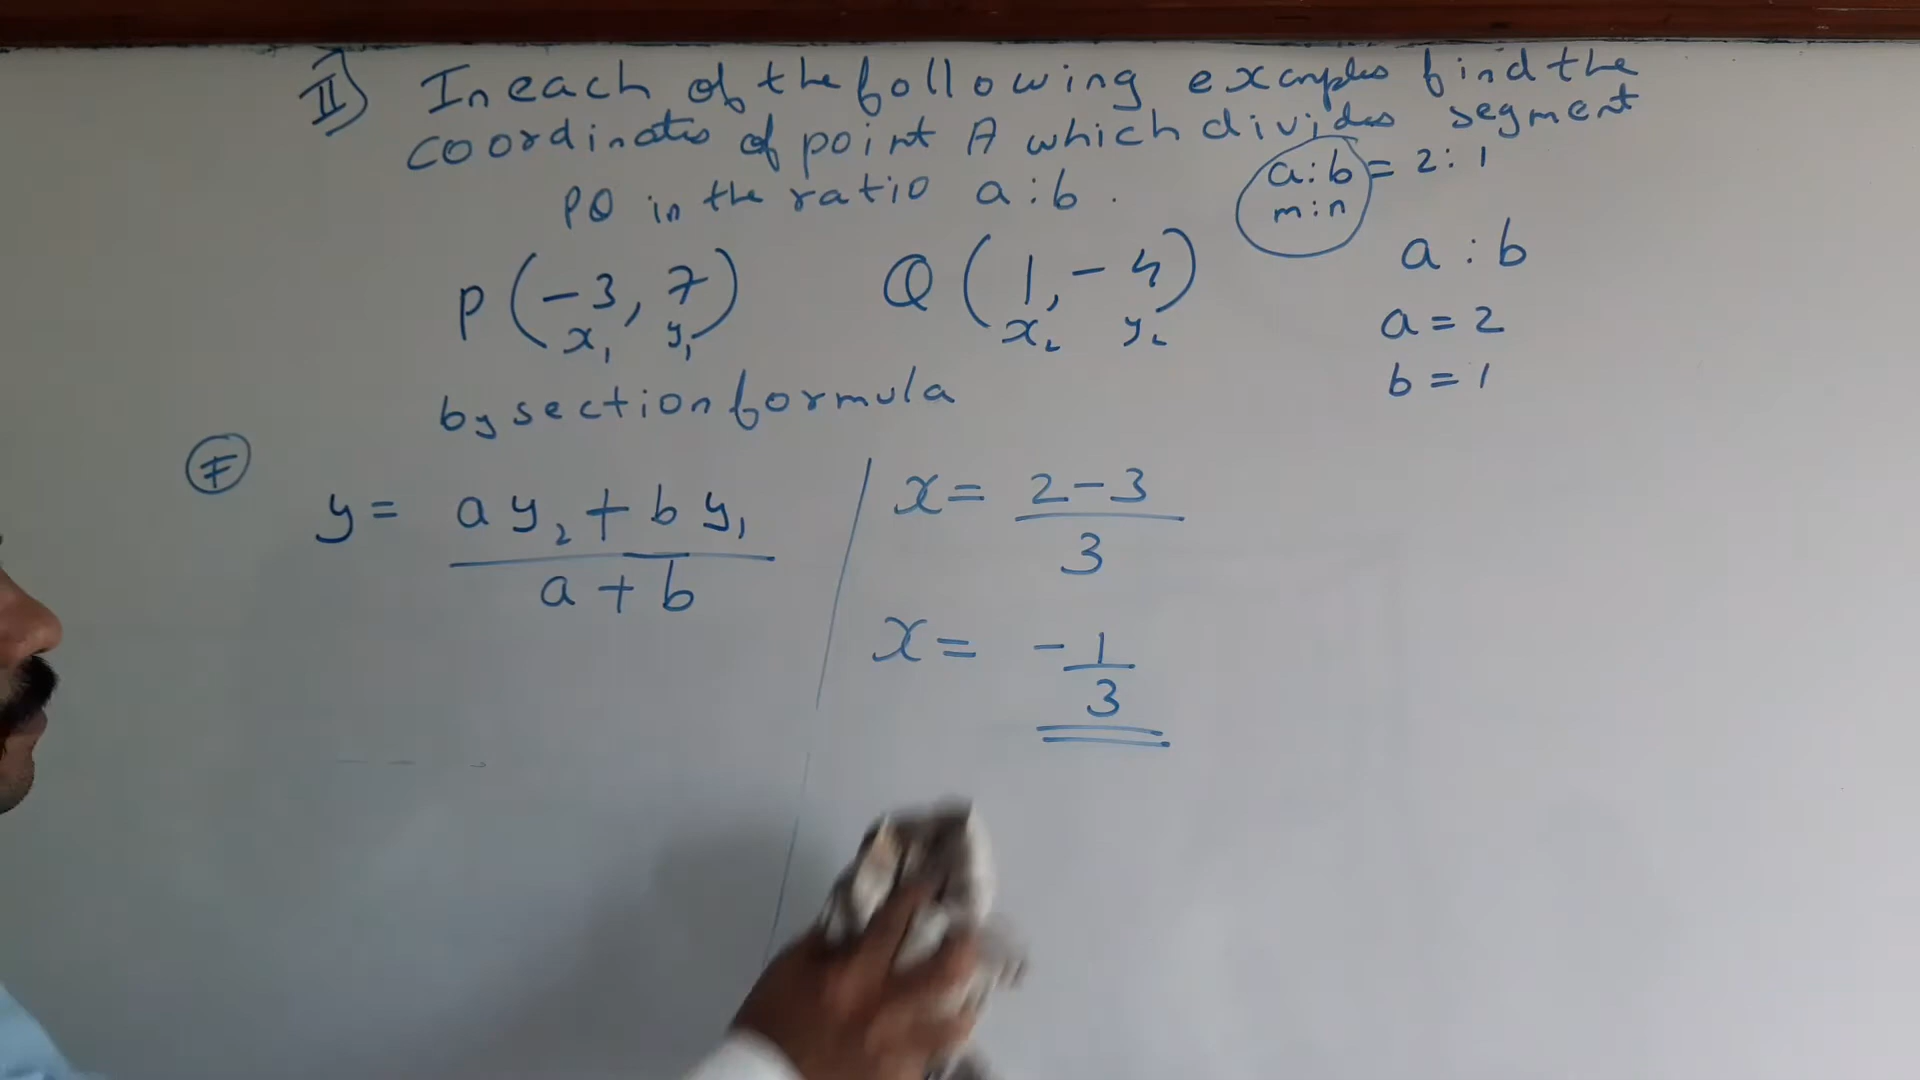 II) In each of the following examples find the
coordinates of point A which divides segment
PQ in the ratio a : b .
a : b = 2 : 1
m : n
a : b
P ( -3 , 7 ) Q ( 1 , -4 )
x₁ y₁ x₂ y₂
a = 2
b = 1
by section formula
F
y = a y₂ + b y₁
a + b
x = 2 - 3
3
x = - 1
3